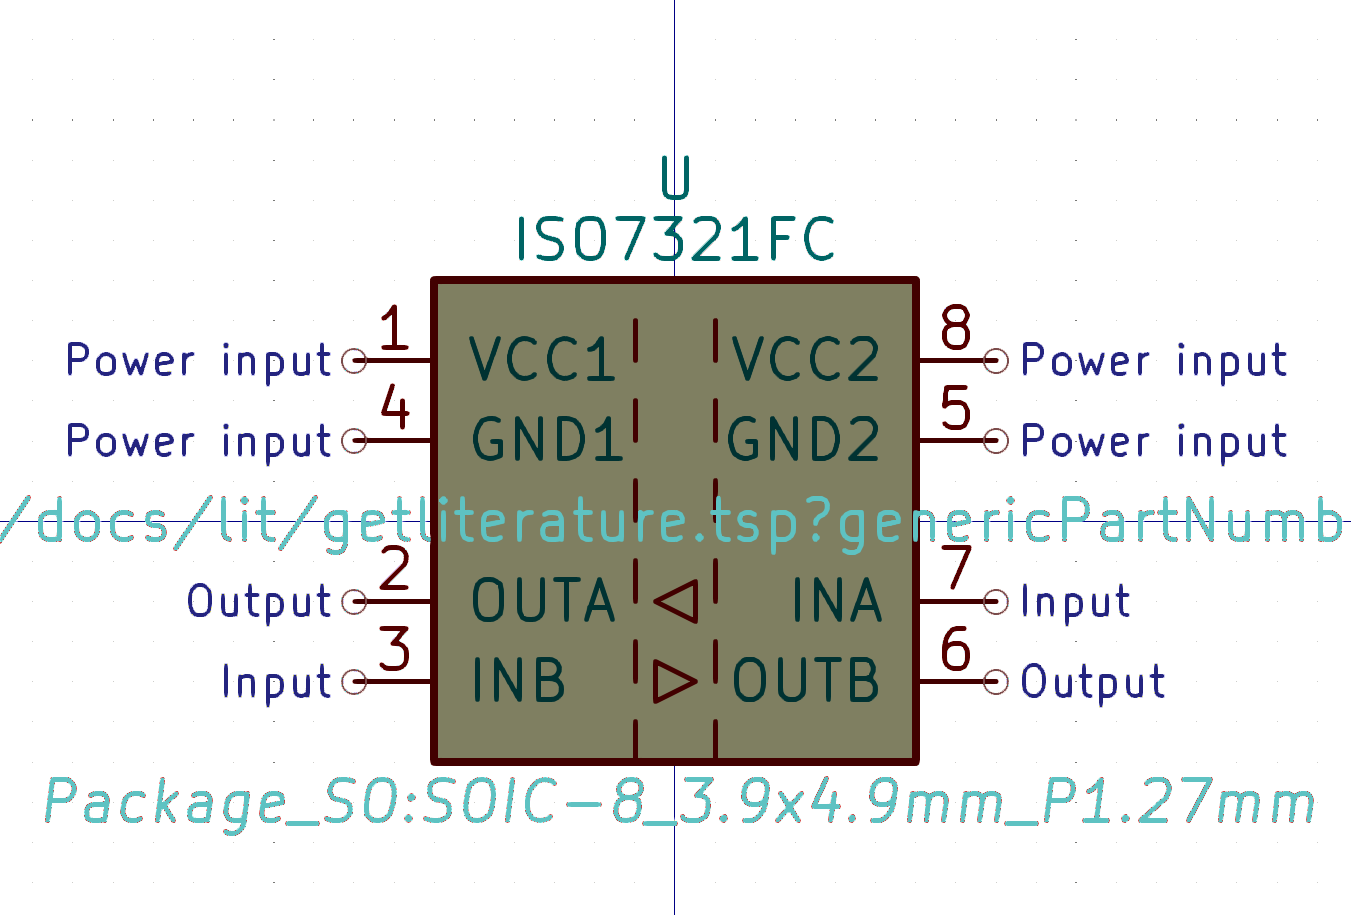 U
ISO7321FC
1 8
Power input VCC1 VCC2 Power input
4 5
Power input GND1 GND2 Power input
/docs/lit/getliterature.tsp?genericPartNumb
2 7
Output OUTA INA Input
3 6
Input INB OUTB Output
Package_SO:SOIC-8_3.9x4.9mm_P1.27mm